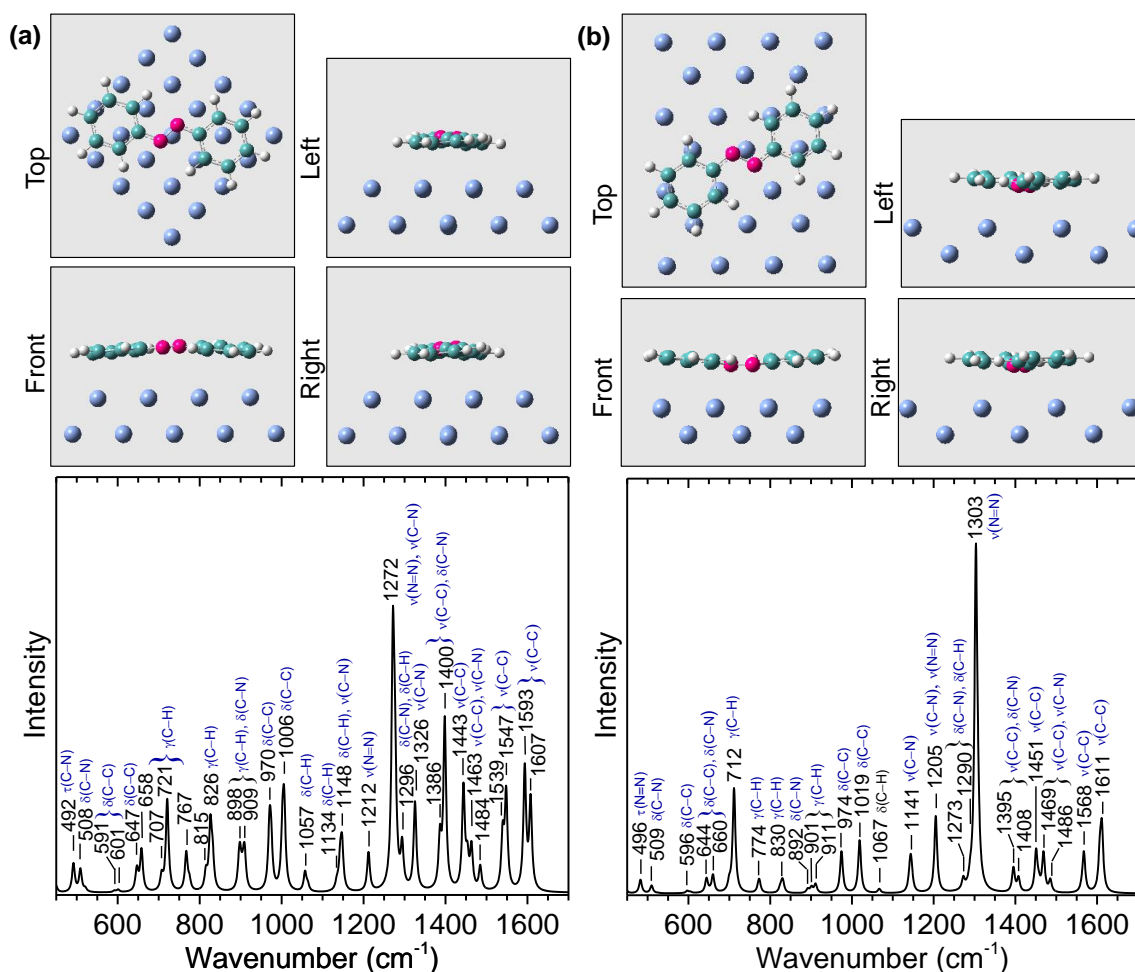 (a)
Top
Left
Front
Right
Intensity
492 τ(C−N)
508 δ(C−N)
591 } δ(C−C)
601
647 δ(C−C)
658
707
721 } γ(C−H)
767
815
826 γ(C−H)
898 } γ(C−H), δ(C−N)
909
970 δ(C−C)
1006 δ(C−C)
1057 δ(C−H)
1134 δ(C−H)
1148 δ(C−H), ν(C−N)
1212 ν(N=N)
1272 ν(N=N), ν(C−N)
1296 δ(C−N), δ(C−H)
1326 ν(C−N)
1386
1400 } ν(C−C), δ(C−N)
1443 ν(C−C)
1463 ν(C−C), ν(C−N)
1484
1539
1547 } ν(C−C)
1593 } ν(C−C)
1607
600 800 1000 1200 1400 1600
Wavenumber (cm-1)
(b)
Top
Left
Front
Right
496 τ(N=N)
509 δ(C−N)
596 δ(C−C)
644 } δ(C−C), δ(C−N)
660
712 γ(C−H)
774 γ(C−H)
830 γ(C−H)
892 δ(C−N)
901 } γ(C−H)
911
974 δ(C−C)
1019 δ(C−C)
1067 δ(C−H)
1141 ν(C−N)
1205 ν(C−N), ν(N=N)
1273
1290 } δ(C−N), δ(C−H)
1303 ν(N=N)
1395 } ν(C−C), δ(C−N)
1408
1451 ν(C−C)
1469 } ν(C−C), ν(C−N)
1486
1568 ν(C−C)
1611 ν(C−C)
600 800 1000 1200 1400 1600
Wavenumber (cm-1)